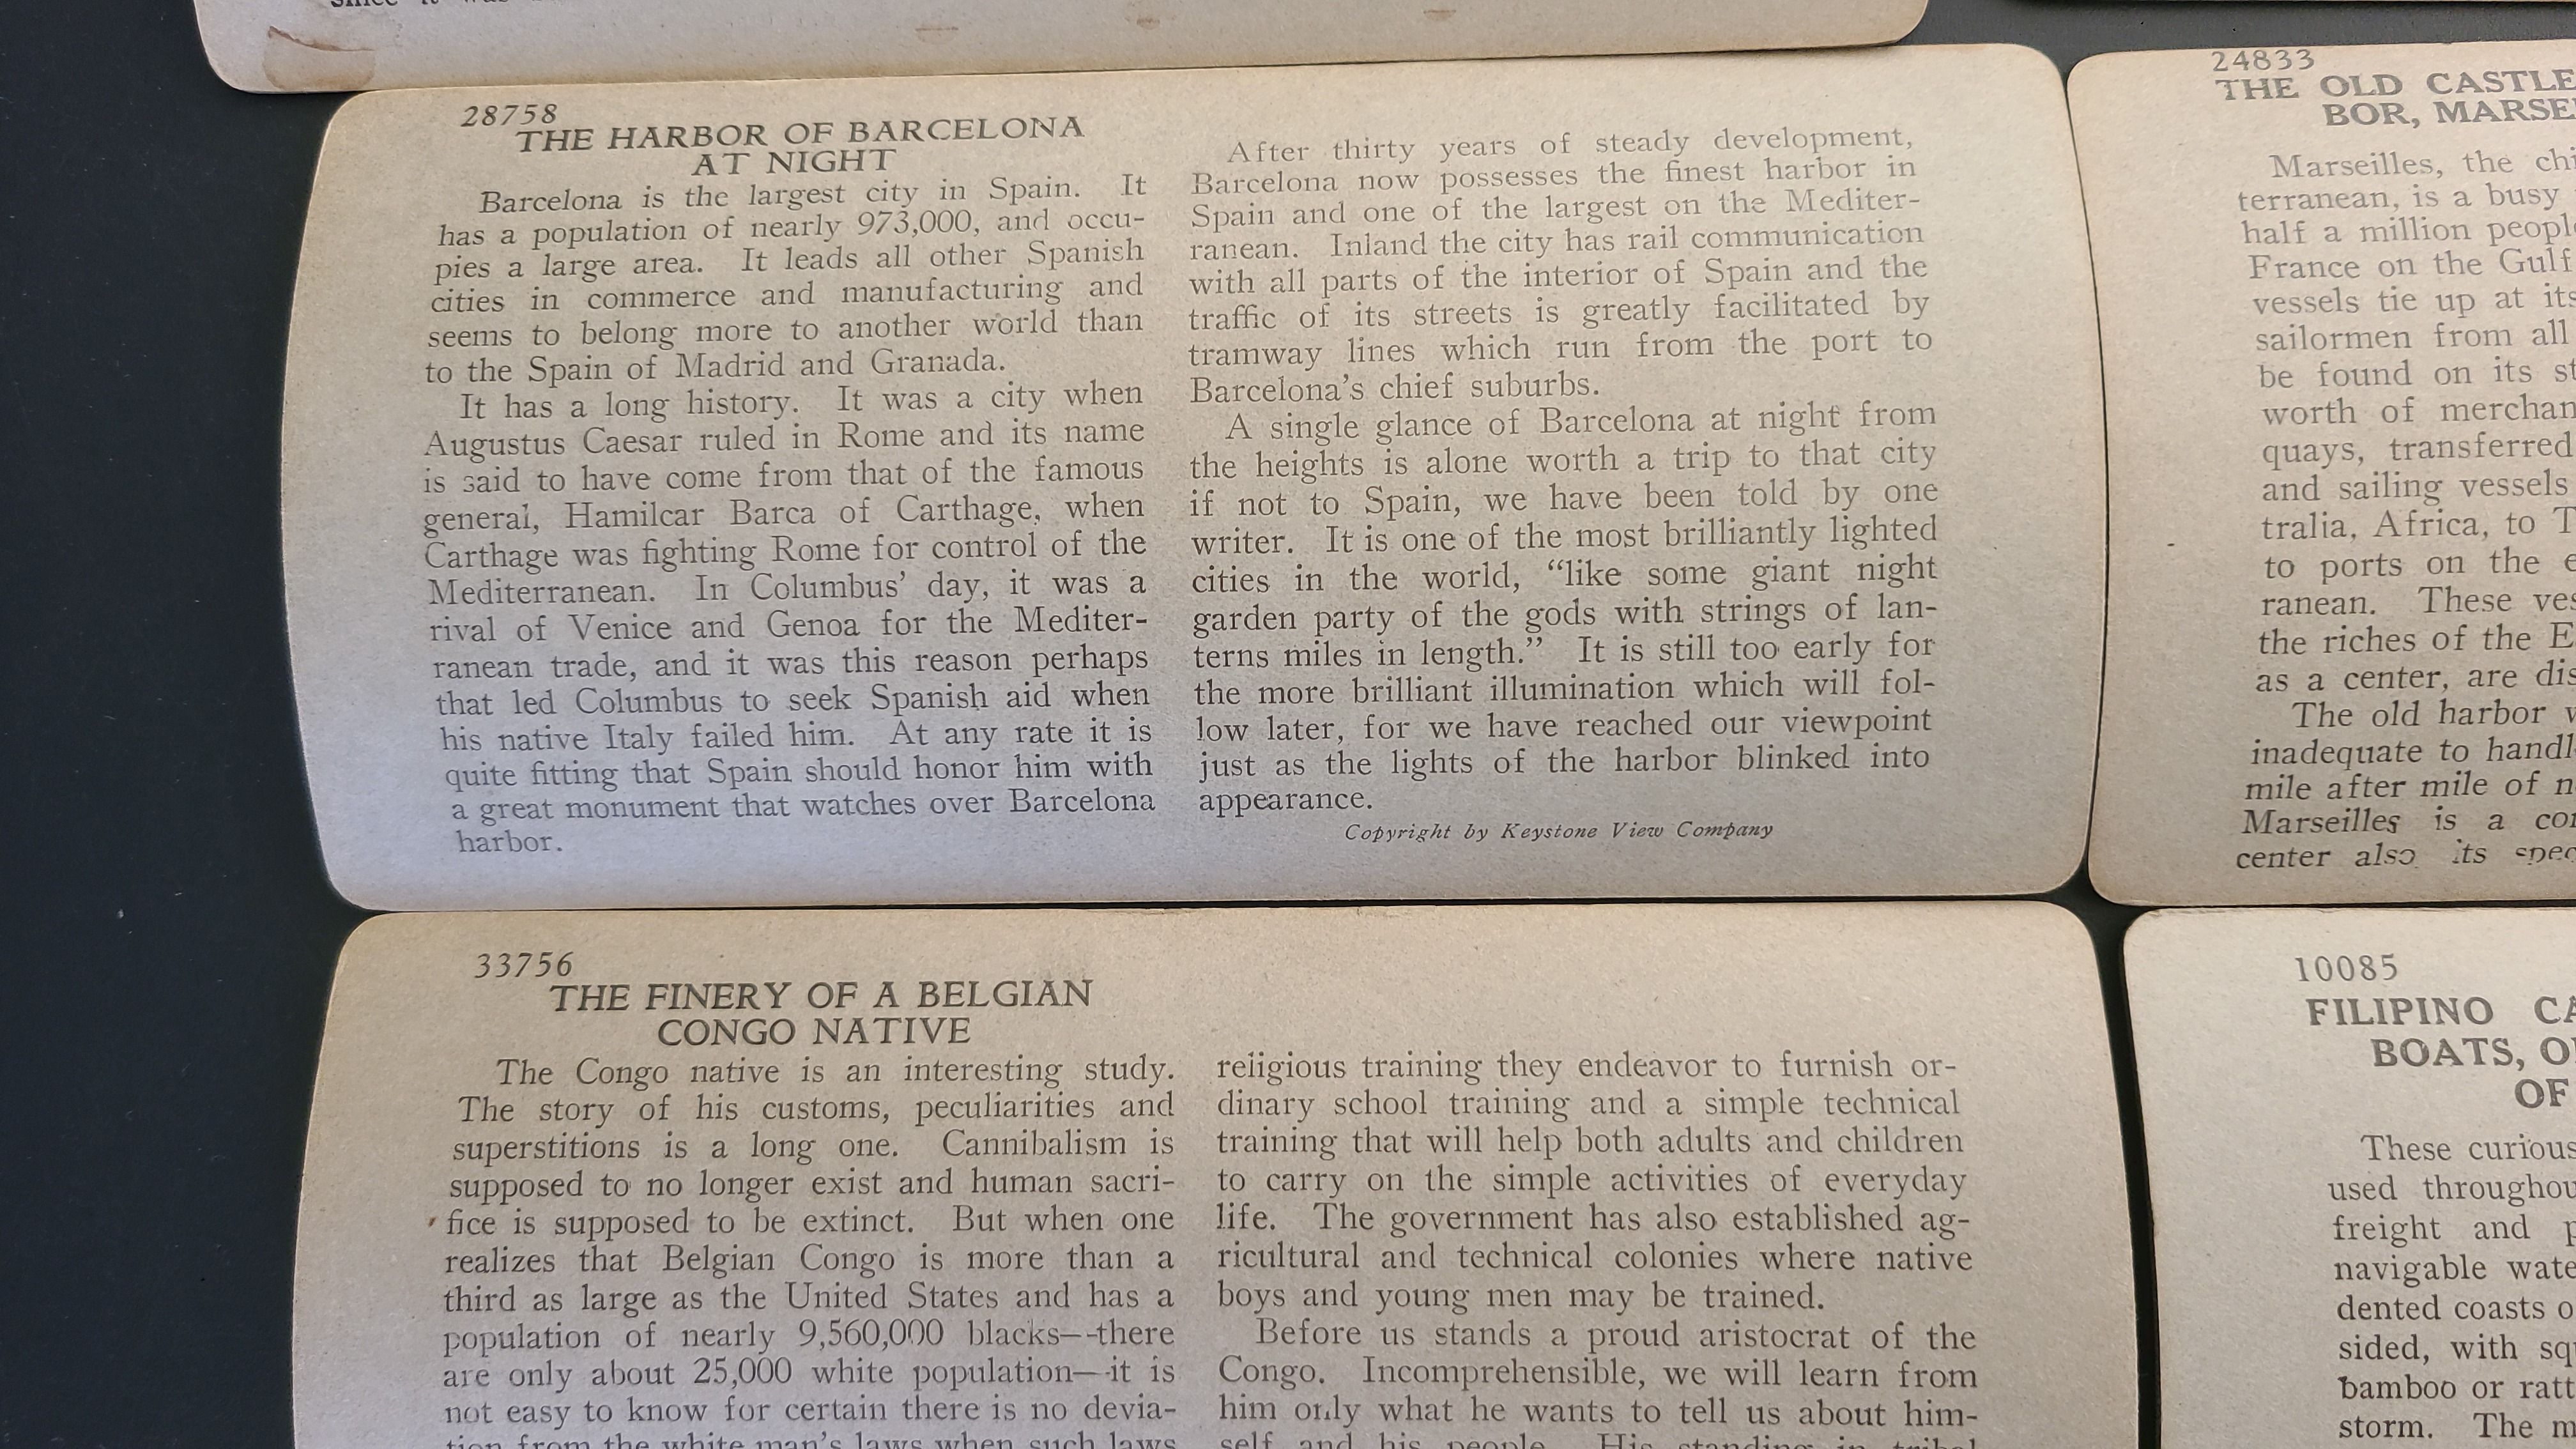 28758
THE HARBOR OF BARCELONA
AT NIGHT
Barcelona is the largest city in Spain. It
has a population of nearly 973,000, and occu-
pies a large area. It leads all other Spanish
cities in commerce and manufacturing and
seems to belong more to another world than
to the Spain of Madrid and Granada.
It has a long history. It was a city when
Augustus Caesar ruled in Rome and its name
is said to have come from that of the famous
general, Hamilcar Barca of Carthage, when
Carthage was fighting Rome for control of the
Mediterranean. In Columbus' day, it was a
rival of Venice and Genoa for the Mediter-
ranean trade, and it was this reason perhaps
that led Columbus to seek Spanish aid when
his native Italy failed him. At any rate it is
quite fitting that Spain should honor him with
a great monument that watches over Barcelona
harbor.
After thirty years of steady development,
Barcelona now possesses the finest harbor in
Spain and one of the largest on the Mediter-
ranean. Inland the city has rail communication
with all parts of the interior of Spain and the
traffic of its streets is greatly facilitated by
tramway lines which run from the port to
Barcelona's chief suburbs.
A single glance of Barcelona at night from
the heights is alone worth a trip to that city
if not to Spain, we have been told by one
writer. It is one of the most brilliantly lighted
cities in the world, “like some giant night
garden party of the gods with strings of lan-
terns miles in length.” It is still too early for
the more brilliant illumination which will fol-
low later, for we have reached our viewpoint
just as the lights of the harbor blinked into
appearance.
Copyright by Keystone View Company
24833
THE OLD CASTLE
BOR,
Marseilles, the
terranean, is a busy
half a million
France on the Gulf
vessels tie up at
sailormen from all
be found on its
worth of
quays, transferred
and sailing vessels
tralia, Africa, to
to ports on the
ranean. These
the riches of the
as a center, are
The old harbor
inadequate to
mile after mile of
Marseilles is a
center also its
33756
THE FINERY OF A BELGIAN
CONGO NATIVE
The Congo native is an interesting study.
The story of his customs, peculiarities and
superstitions is a long one. Cannibalism is
supposed to no longer exist and human sacri-
fice is supposed to be extinct. But when one
realizes that Belgian Congo is more than a
third as large as the United States and has a
population of nearly 9,560,000 blacks—there
are only about 25,000 white population—it is
not easy to know for certain there is no devia-
tion from the white man's laws when such laws
religious training they endeavor to furnish or-
dinary school training and a simple technical
training that will help both adults and children
to carry on the simple activities of everyday
life. The government has also established ag-
ricultural and technical colonies where native
boys and young men may be trained.
Before us stands a proud aristocrat of the
Congo. Incomprehensible, we will learn from
him only what he wants to tell us about him-
self and his people. His standing in tribal
10085
FILIPINO
BOATS,
OF
These curious
used
freight and
navigable
dented coasts
sided, with
bamboo or
storm. The